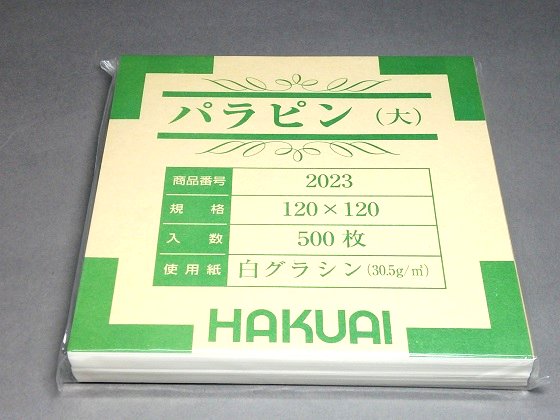 パラピン（大）
商品番号 2023
規格 120×120
入数 500枚
使用紙 白グラシン(30.5g/㎡)
HAKUAI